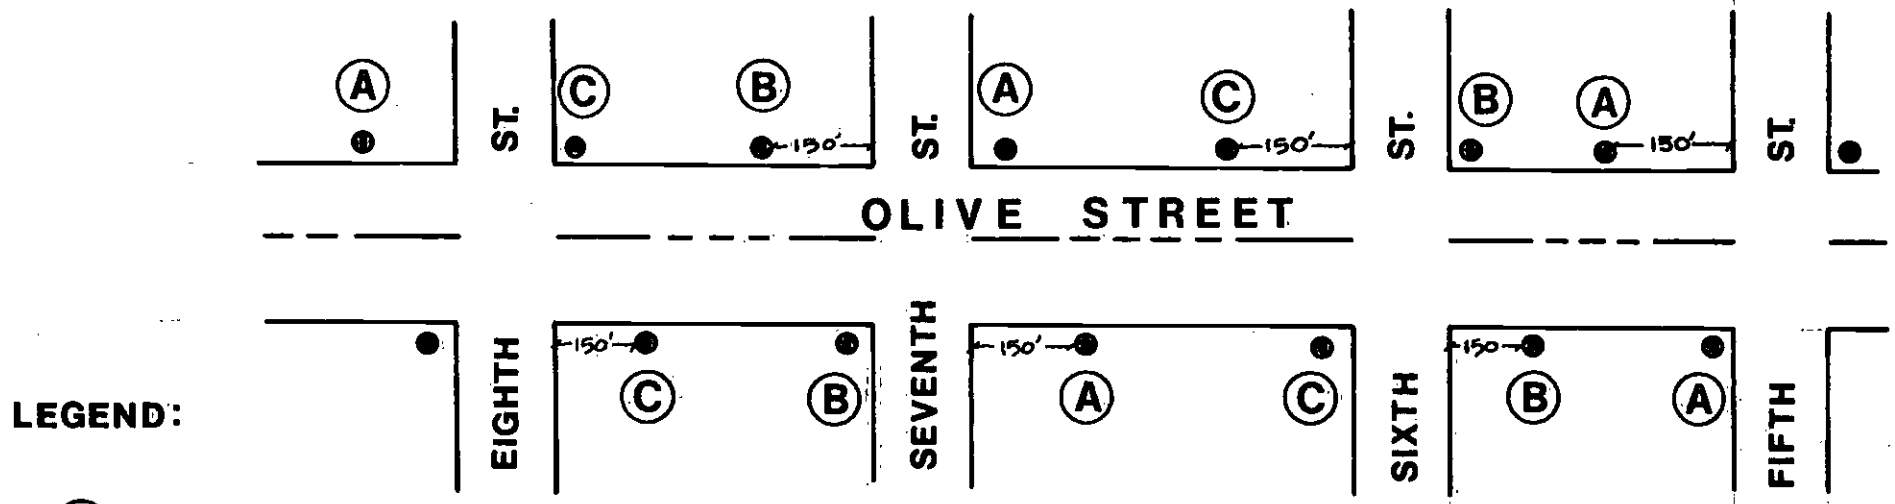 A C B A C B A
ST. 150' ST. 150' ST. 150' ST.
OLIVE STREET
150' 150' 150
C B A C B A
EIGHTH SEVENTH SIXTH FIFTH
LEGEND: